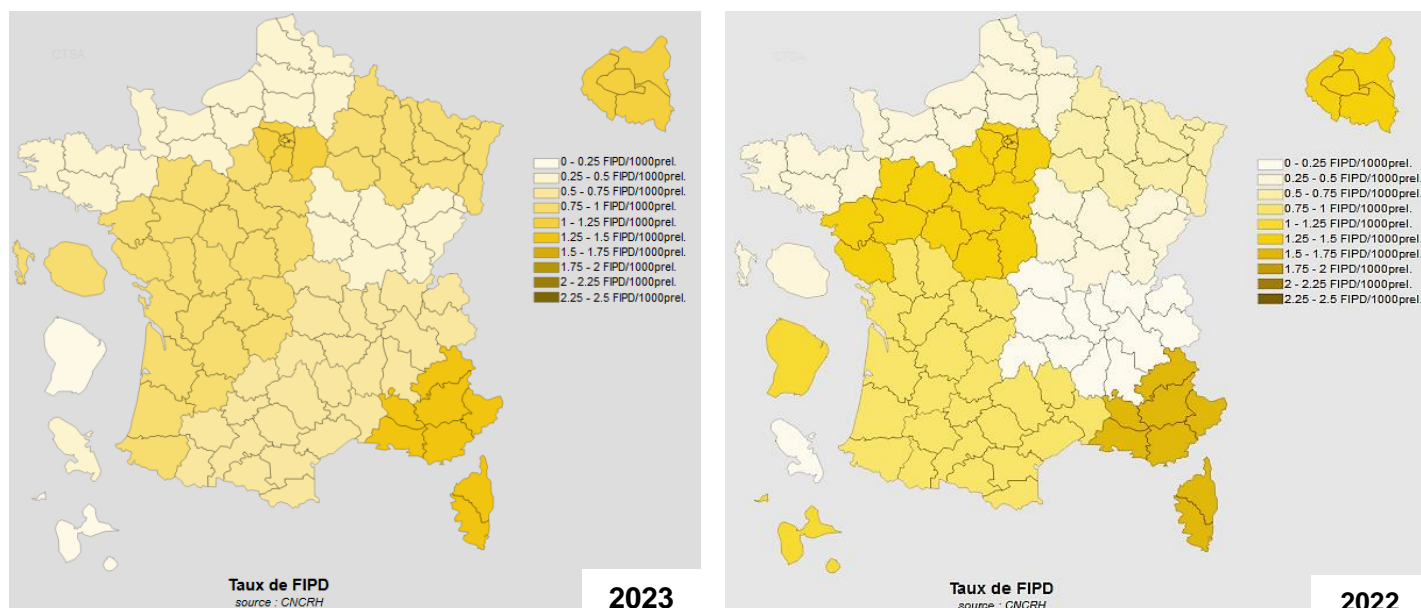 CTSA
0 - 0.25 FIPD/1000prel.
0.25 - 0.5 FIPD/1000prel.
0.5 - 0.75 FIPD/1000prel.
0.75 - 1 FIPD/1000prel.
1 - 1.25 FIPD/1000prel.
1.25 - 1.5 FIPD/1000prel.
1.5 - 1.75 FIPD/1000prel.
1.75 - 2 FIPD/1000prel.
2 - 2.25 FIPD/1000prel.
2.25 - 2.5 FIPD/1000prel.
Taux de FIPD
source : CNCRH
2023
CTSA
0 - 0.25 FIPD/1000prel.
0.25 - 0.5 FIPD/1000prel.
0.5 - 0.75 FIPD/1000prel.
0.75 - 1 FIPD/1000prel.
1 - 1.25 FIPD/1000prel.
1.25 - 1.5 FIPD/1000prel.
1.5 - 1.75 FIPD/1000prel.
1.75 - 2 FIPD/1000prel.
2 - 2.25 FIPD/1000prel.
2.25 - 2.5 FIPD/1000prel.
Taux de FIPD
source : CNCRH
2022